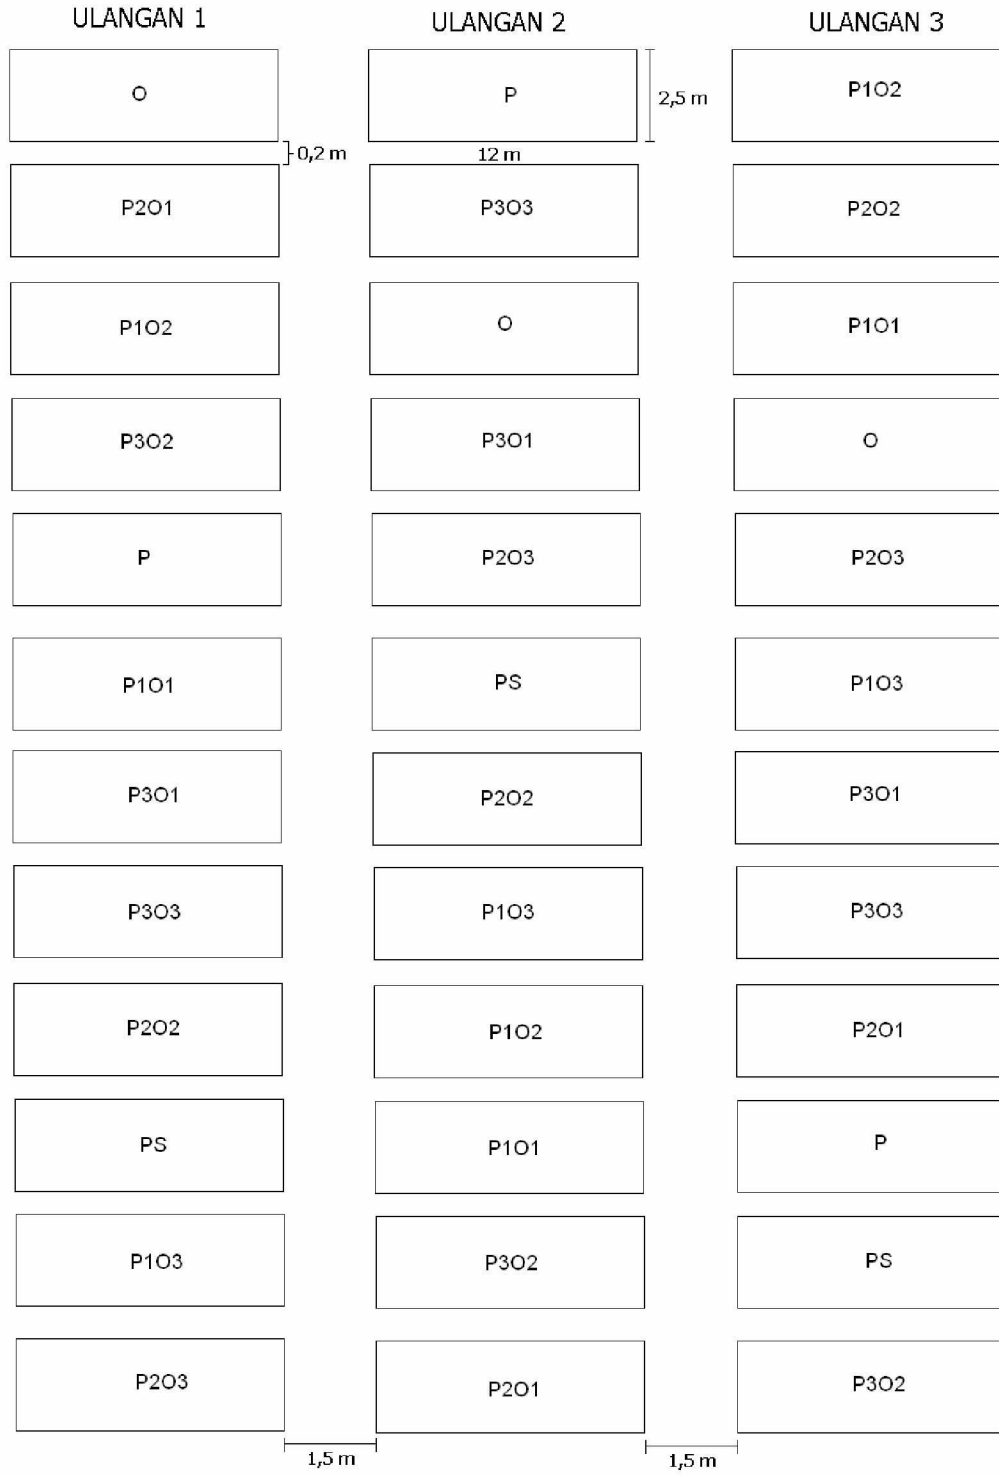 ULANGAN 1 ULANGAN 2 ULANGAN 3
O P P1O2
2,5 m
0,2 m 12 m
P2O1 P3O3 P2O2
P1O2 O P1O1
P3O2 P3O1 O
P P2O3 P2O3
P1O1 PS P1O3
P3O1 P2O2 P3O1
P3O3 P1O3 P3O3
P2O2 P1O2 P2O1
PS P1O1 P
P1O3 P3O2 PS
P2O3 P2O1 P3O2
1,5 m 1,5 m